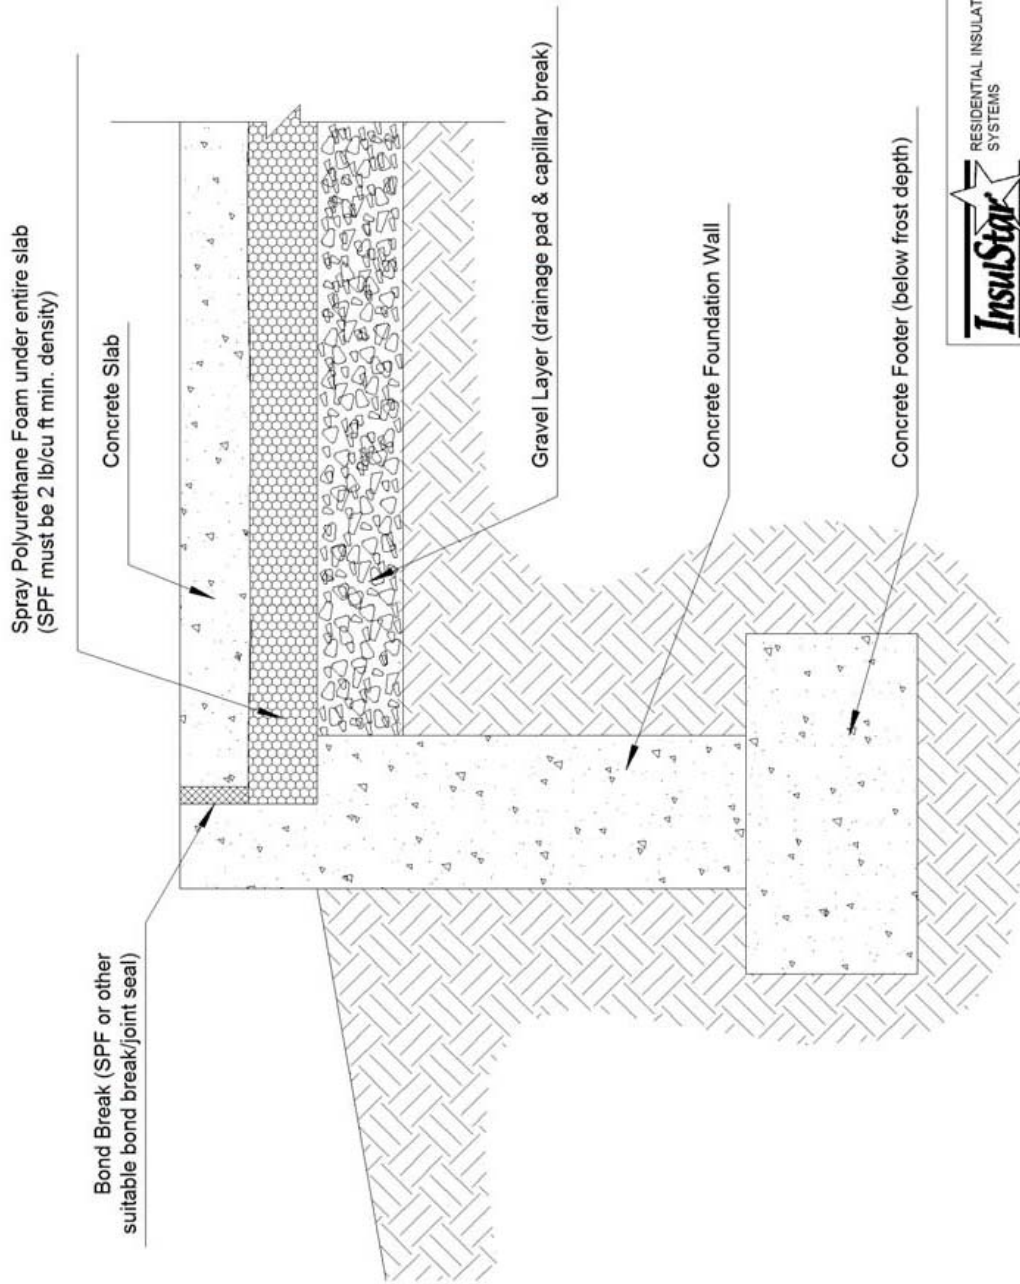 Spray Polyurethane Foam under entire slab
(SPF must be 2 lb/cu ft min. density)
Concrete Slab
Bond Break (SPF or other
suitable bond break/joint seal)
Gravel Layer (drainage pad & capillary break)
Concrete Foundation Wall
Concrete Footer (below frost depth)
InsulStar
RESIDENTIAL INSULAT
SYSTEMS